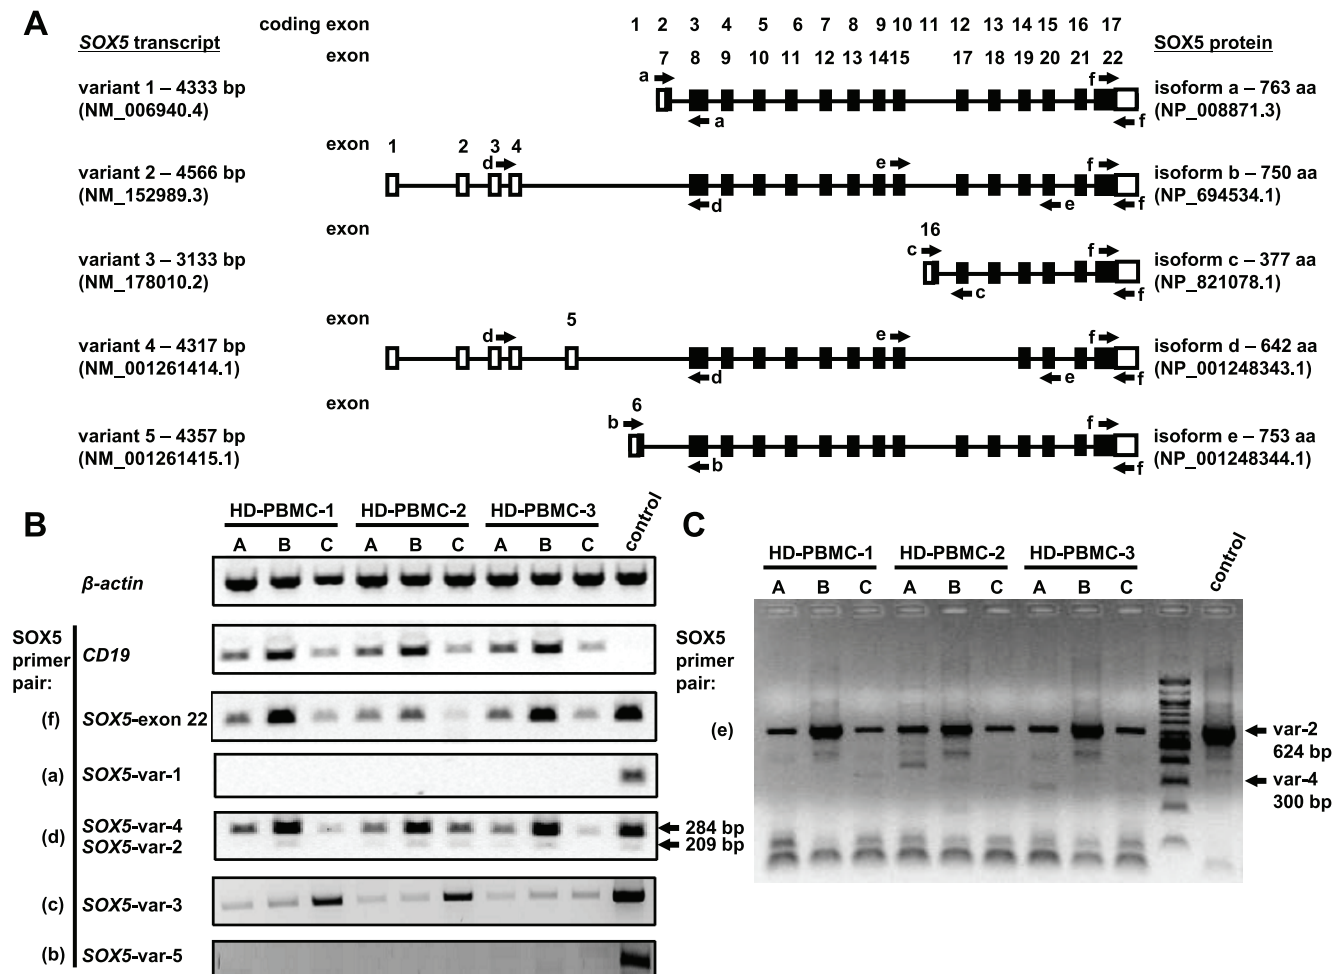 A
coding exon 1 2 3 4 5 6 7 8 9 10 11 12 13 14 15 16 17
SOX5 transcript
SOX5 protein
exon 7 8 9 10 11 12 13 14 15 17 18 19 20 21 22
variant 1 – 4333 bp
(NM_006940.4)
a
a
f
f
isoform a – 763 aa
(NP_008871.3)
exon 1 2 3 4
variant 2 – 4566 bp
(NM_152989.3)
d
d
e
e
f
f
isoform b – 750 aa
(NP_694534.1)
exon 16
variant 3 – 3133 bp
(NM_178010.2)
c
c
f
f
isoform c – 377 aa
(NP_821078.1)
exon 5
variant 4 – 4317 bp
(NM_001261414.1)
d
d
e
e
f
f
isoform d – 642 aa
(NP_001248343.1)
exon 6
variant 5 – 4357 bp
(NM_001261415.1)
b
b
f
f
isoform e – 753 aa
(NP_001248344.1)
B
HD-PBMC-1 HD-PBMC-2 HD-PBMC-3 control
A B C A B C A B C
β-actin
SOX5
primer
pair:
CD19
(f) SOX5-exon 22
(a) SOX5-var-1
(d) SOX5-var-4
SOX5-var-2
284 bp
209 bp
(c) SOX5-var-3
(b) SOX5-var-5
C
HD-PBMC-1 HD-PBMC-2 HD-PBMC-3 control
A B C A B C A B C
SOX5
primer
pair:
(e)
var-2
624 bp
var-4
300 bp